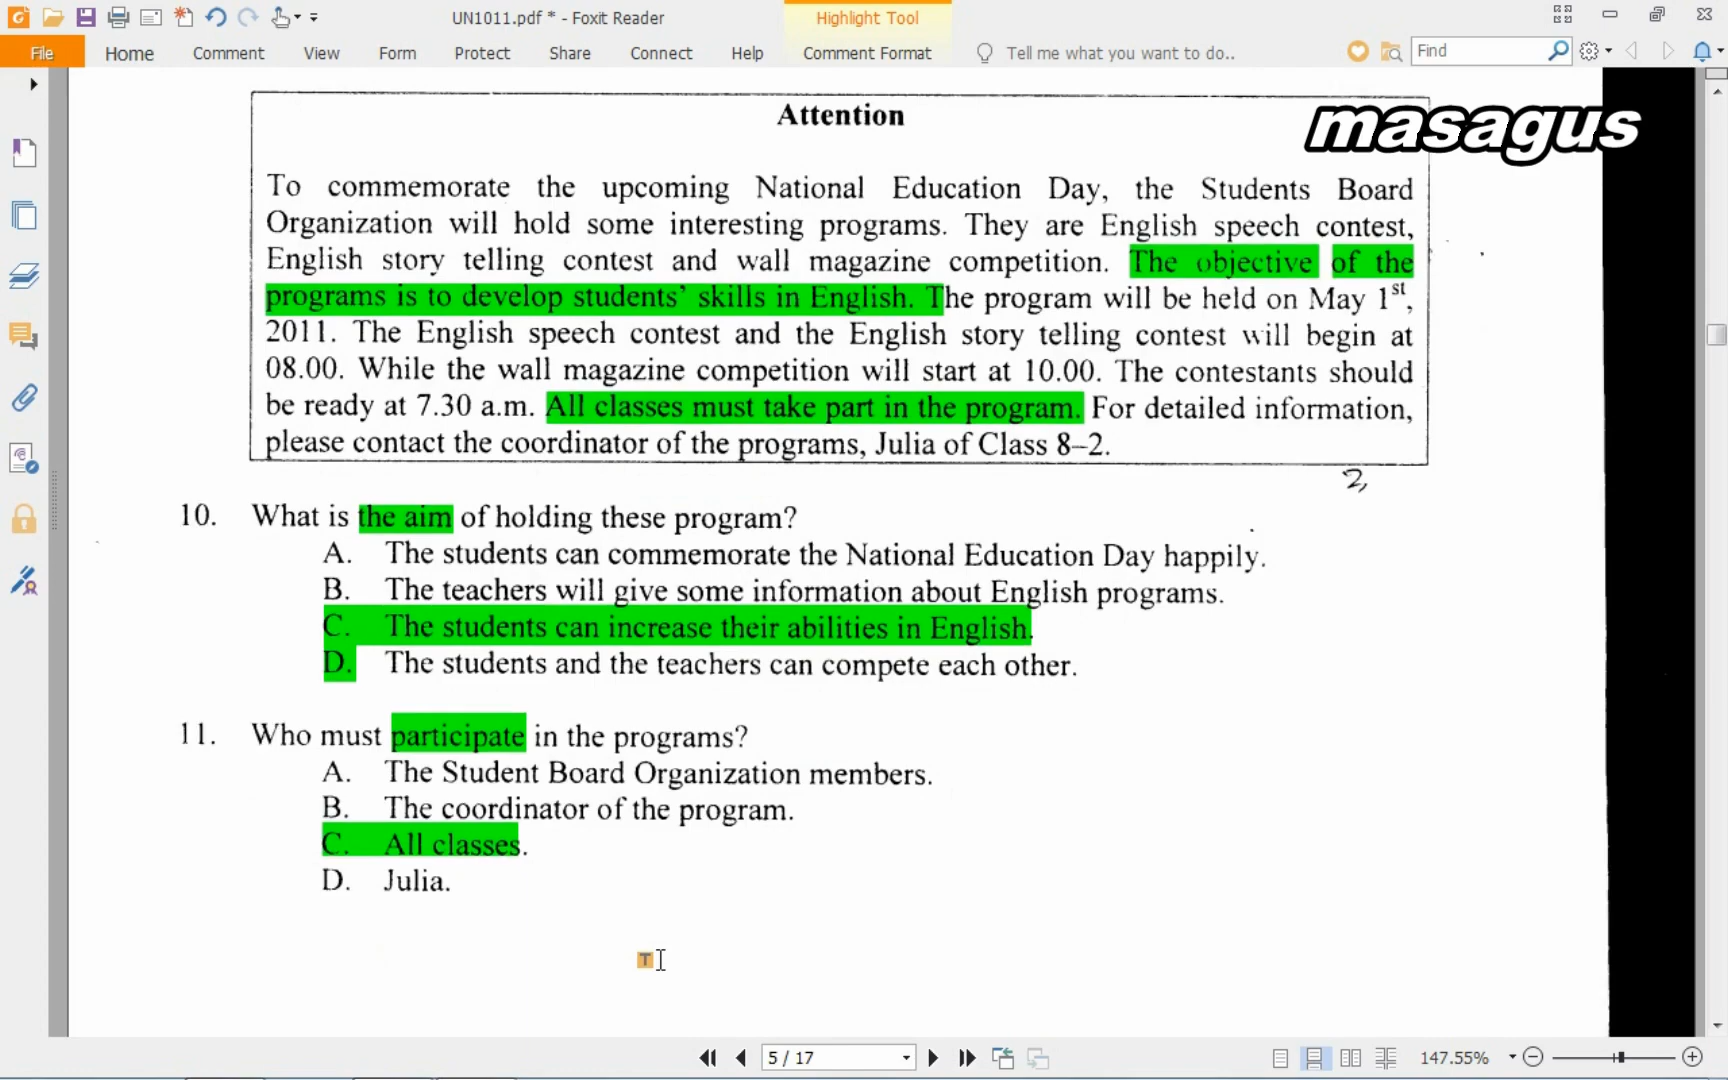 UN1011.pdf * - Foxit Reader
Highlight Tool
File Home Comment View Form Protect Share Connect Help Comment Format Tell me what you want to do.. Find
masagus
Attention
To commemorate the upcoming National Education Day, the Students Board
Organization will hold some interesting programs. They are English speech contest,
English story telling contest and wall magazine competition. The objective of the
programs is to develop students' skills in English. The program will be held on May 1st,
2011. The English speech contest and the English story telling contest will begin at
08.00. While the wall magazine competition will start at 10.00. The contestants should
be ready at 7.30 a.m. All classes must take part in the program. For detailed information,
please contact the coordinator of the programs, Julia of Class 8–2.
2
10. What is the aim of holding these program?
A. The students can commemorate the National Education Day happily.
B. The teachers will give some information about English programs.
C. The students can increase their abilities in English.
D. The students and the teachers can compete each other.
11. Who must participate in the programs?
A. The Student Board Organization members.
B. The coordinator of the program.
C. All classes.
D. Julia.
T
5 / 17
147.55%